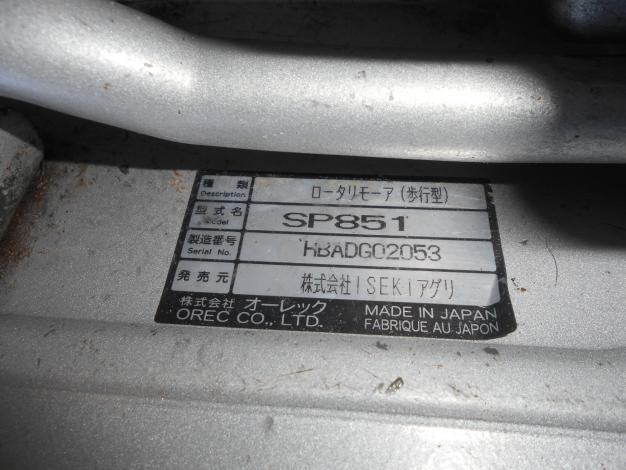 種類 ロータリモーア(歩行型)
Description
型式名 SP851
Model
製造番号 HBADG02053
Serial No.
発売元 株式会社ISEKIアグリ
株式会社 オーレック MADE IN JAPAN
OREC CO., LTD. FABRIQUE AU JAPON